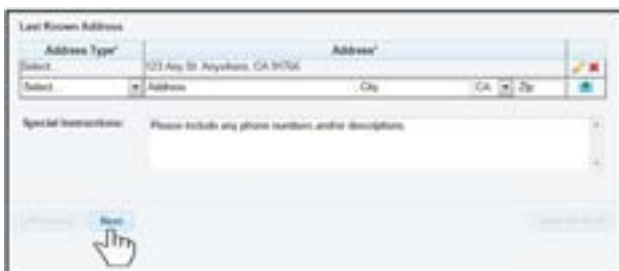 Last Known Address
Address Type* Address*
Select 123 Any St. Anywhere, CA 91766
Select Address City CA Zip
Special Instructions: Please include any phone numbers and/or descriptions.
Next